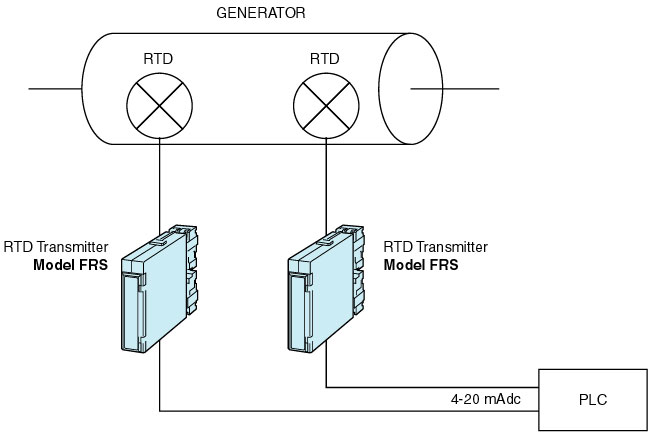 GENERATOR
RTD
RTD
RTD Transmitter
Model FRS
RTD Transmitter
Model FRS
4-20 mAdc
PLC